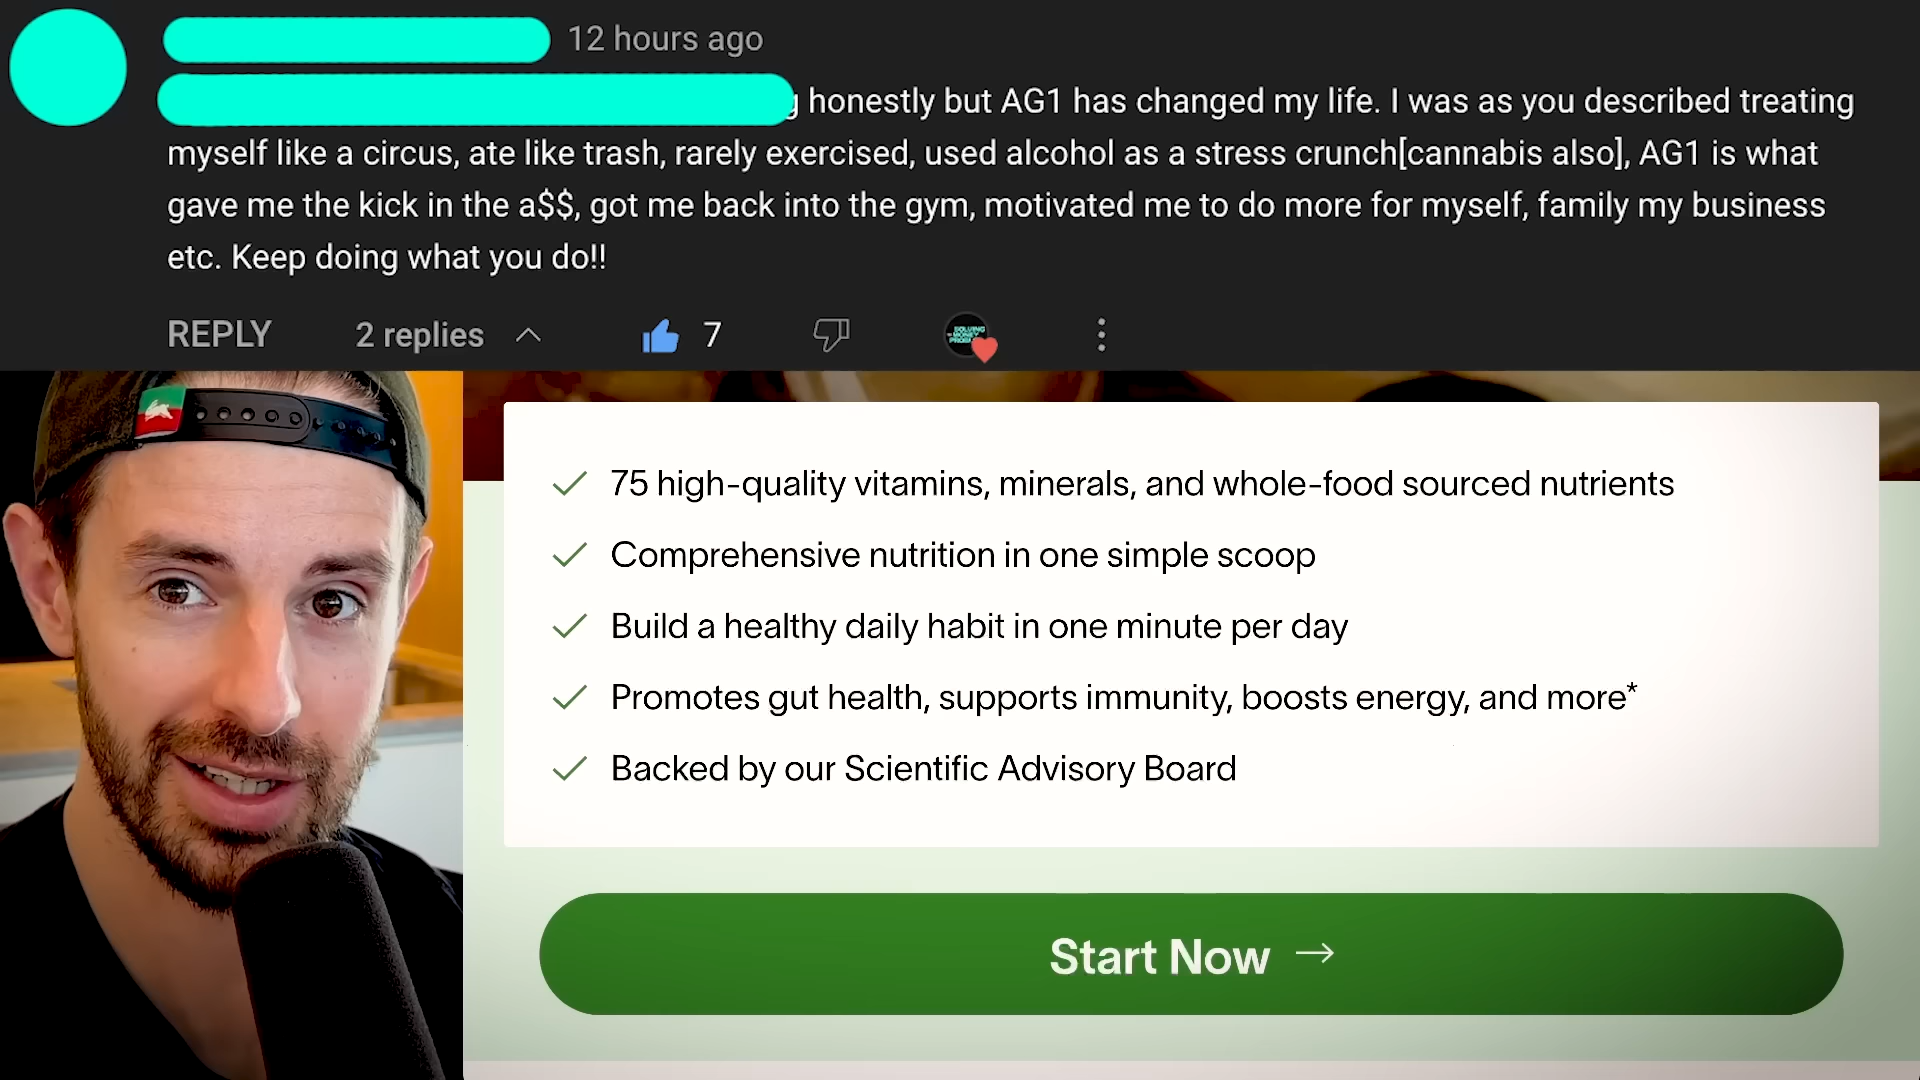 12 hours ago
honestly but AG1 has changed my life. I was as you described treating
myself like a circus, ate like trash, rarely exercised, used alcohol as a stress crunch[cannabis also], AG1 is what
gave me the kick in the a$$, got me back into the gym, motivated me to do more for myself, family my business
etc. Keep doing what you do!!
REPLY 2 replies 7
SOLVING
MONEY
75 high-quality vitamins, minerals, and whole-food sourced nutrients
Comprehensive nutrition in one simple scoop
Build a healthy daily habit in one minute per day
Promotes gut health, supports immunity, boosts energy, and more*
Backed by our Scientific Advisory Board
Start Now →